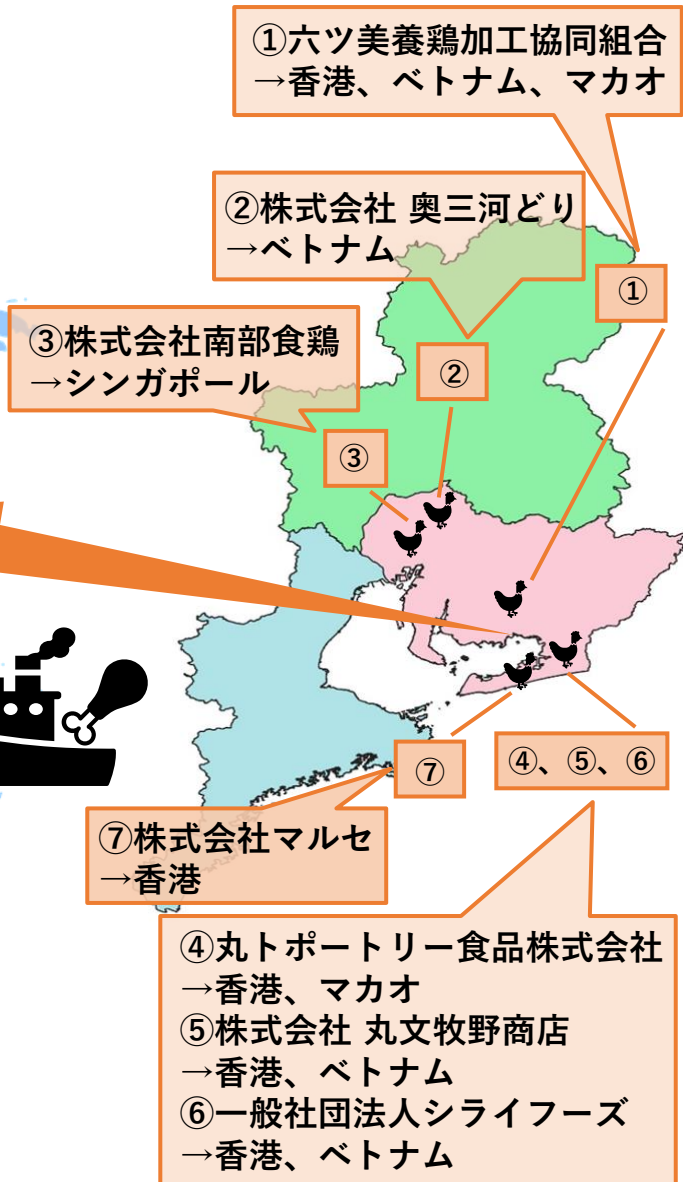 ①六ツ美養鶏加工協同組合
→香港、ベトナム、マカオ
②株式会社 奥三河どり
→ベトナム
①
③株式会社南部食鶏
→シンガポール
②
③
⑦
④、⑤、⑥
⑦株式会社マルセ
→香港
④丸トポートリー食品株式会社
→香港、マカオ
⑤株式会社 丸文牧野商店
→香港、ベトナム
⑥一般社団法人シライフーズ
→香港、ベトナム